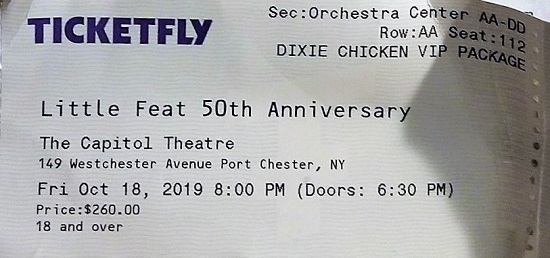 TICKETFLY
Sec:Orchestra Center AA-DD
Row:AA Seat:112
DIXIE CHICKEN VIP PACKAGE
Little Feat 50th Anniversary
The Capitol Theatre
149 Westchester Avenue Port Chester, NY
Fri Oct 18, 2019 8:00 PM (Doors: 6:30 PM)
Price:$260.00
18 and over